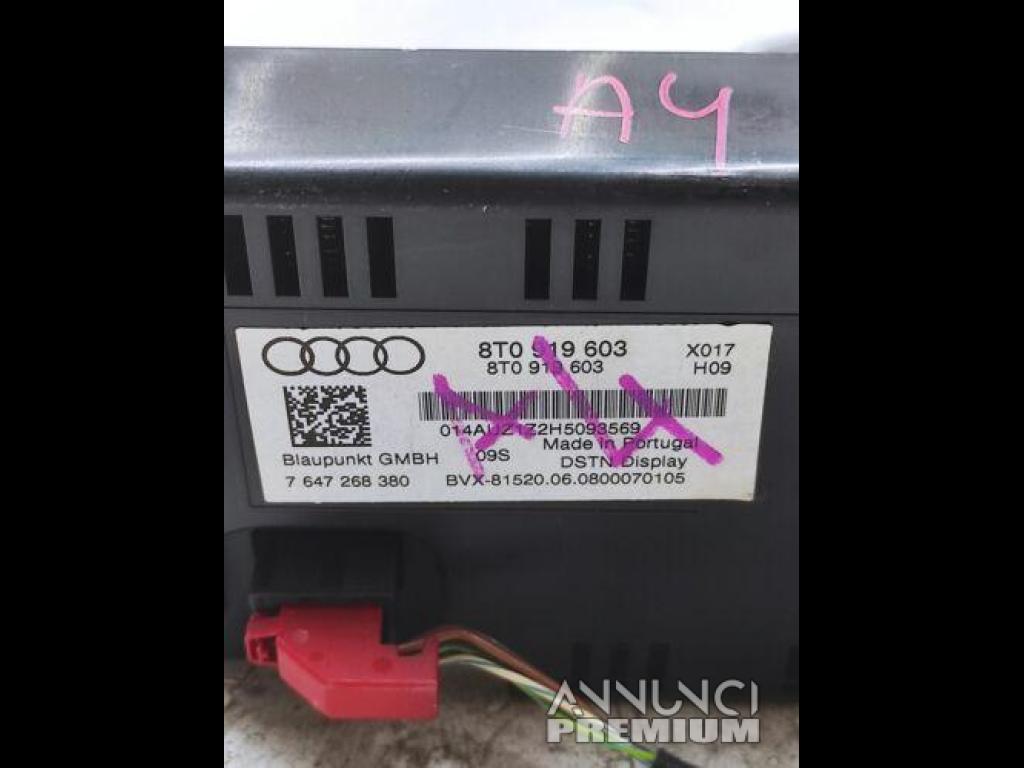 A4
8T0 919 603 X017
8T0 919 603 H09
014AUZ1Z2H5093569
09S Made in Portugal
Blaupunkt GMBH DSTN Display
7 647 268 380 BVX-81520.06.0800070105
A4
ANNUNCI
PREMIUM